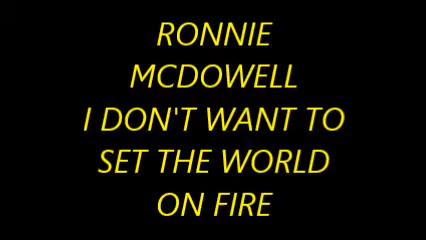 RONNIE
MCDOWELL
I DON'T WANT TO
SET THE WORLD
ON FIRE